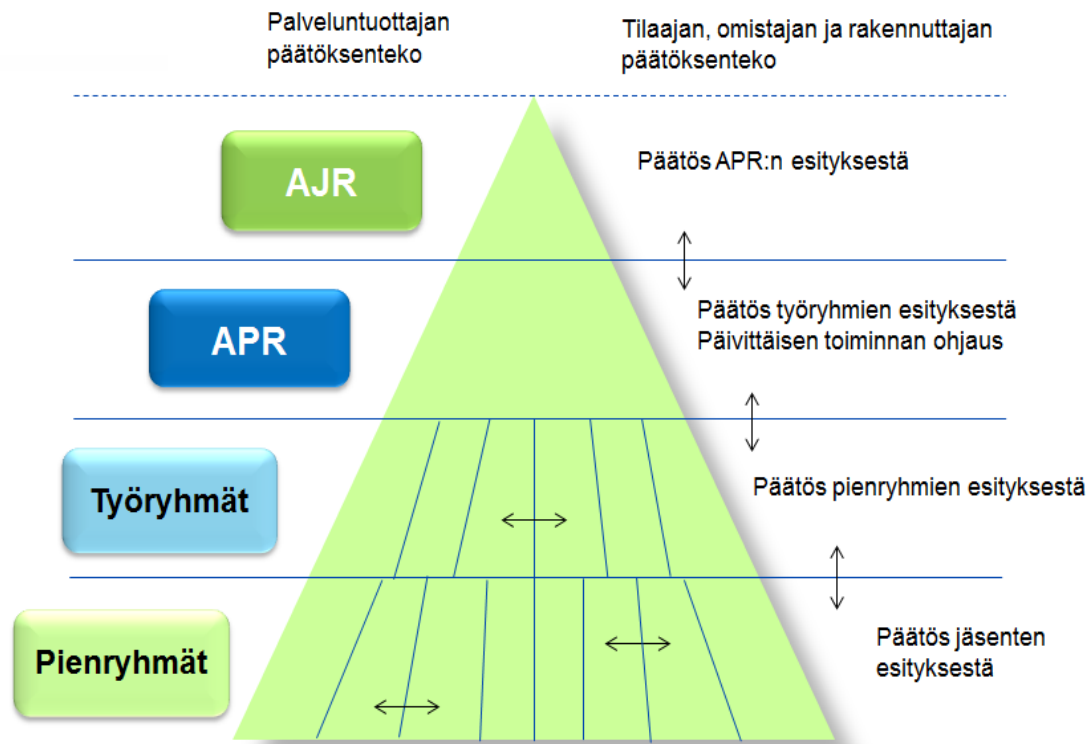 Palveluntuottajan
päätöksenteko
Tilaajan, omistajan ja rakennuttajan
päätöksenteko
AJR
Päätös APR:n esityksestä
APR
Päätös työryhmien esityksestä
Päivittäisen toiminnan ohjaus
Työryhmät
Päätös pienryhmien esityksestä
Pienryhmät
Päätös jäsenten
esityksestä